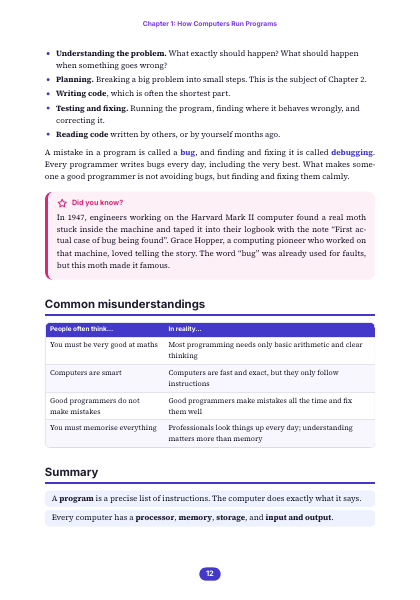 Chapter 1: How Computers Run Programs
• Understanding the problem. What exactly should happen? What should happen
when something goes wrong?
• Planning. Breaking a big problem into small steps. This is the subject of Chapter 2.
• Writing code, which is often the shortest part.
• Testing and fixing. Running the program, finding where it behaves wrongly, and
correcting it.
• Reading code written by others, or by yourself months ago.
A mistake in a program is called a bug, and finding and fixing it is called debugging.
Every programmer writes bugs every day, including the very best. What makes some-
one a good programmer is not avoiding bugs, but finding and fixing them calmly.
Did you know?
In 1947, engineers working on the Harvard Mark II computer found a real moth
stuck inside the machine and taped it into their logbook with the note “First ac-
tual case of bug being found”. Grace Hopper, a computing pioneer who worked on
that machine, loved telling the story. The word “bug” was already used for faults,
but this moth made it famous.
Common misunderstandings
People often think... In reality...
You must be very good at maths Most programming needs only basic arithmetic and clear
thinking
Computers are smart Computers are fast and exact, but they only follow
instructions
Good programmers do not Good programmers make mistakes all the time and fix
make mistakes them well
You must memorise everything Professionals look things up every day; understanding
matters more than memory
Summary
A program is a precise list of instructions. The computer does exactly what it says.
Every computer has a processor, memory, storage, and input and output.
12